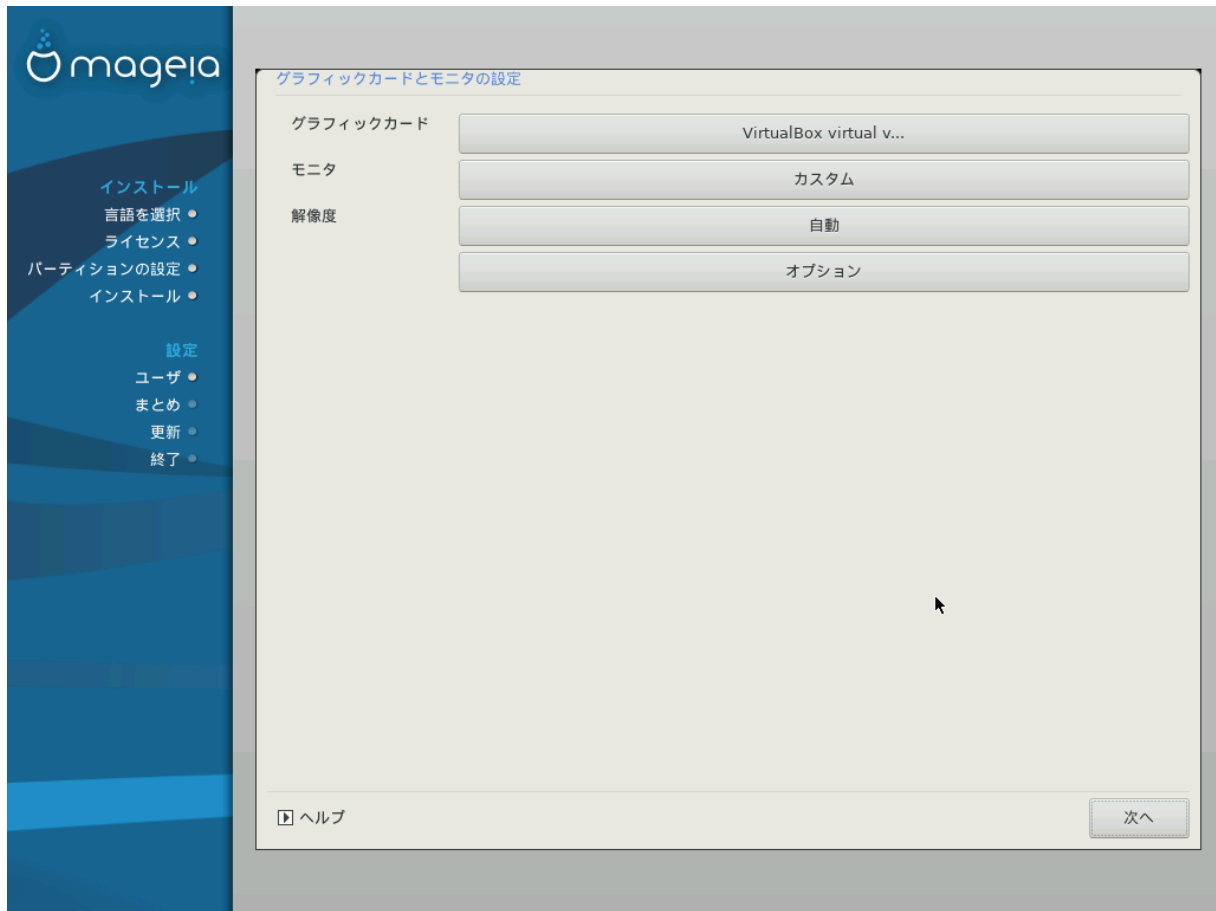 mageia
インストール
言語を選択
ライセンス
パーティションの設定
インストール
設定
ユーザ
まとめ
更新
終了
グラフィックカードとモニタの設定
グラフィックカード
VirtualBox virtual v...
モニタ
カスタム
解像度
自動
オプション
ヘルプ
次へ